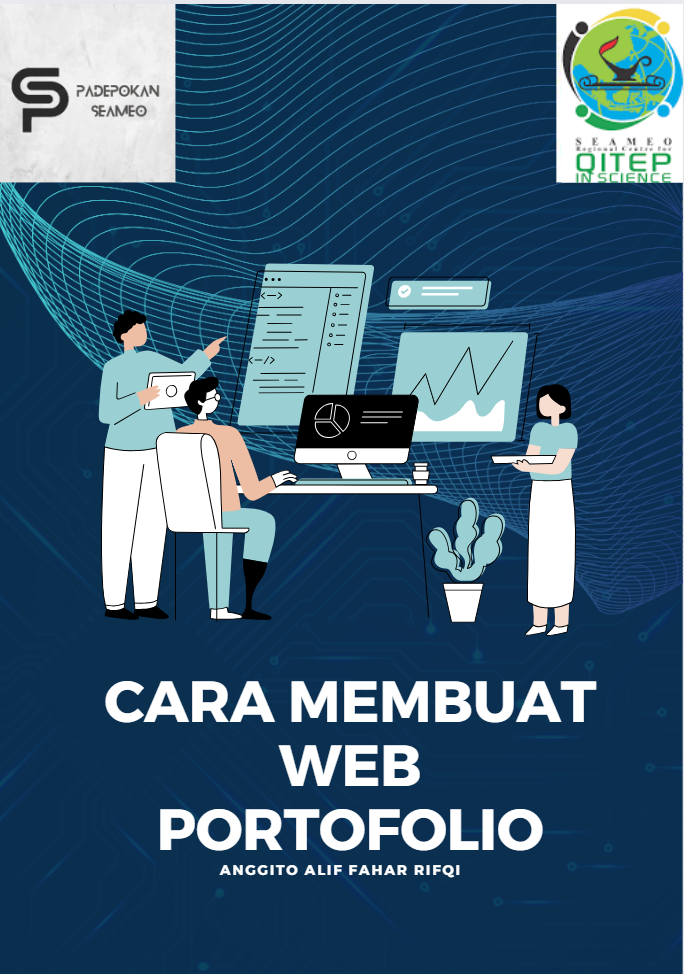 PADEPOKAN
SEAMEO
SEAMEO
Regional Centre for
QITEP
IN SCIENCE
CARA MEMBUAT
WEB
PORTOFOLIO
ANGGITO ALIF FAHAR RIFQI